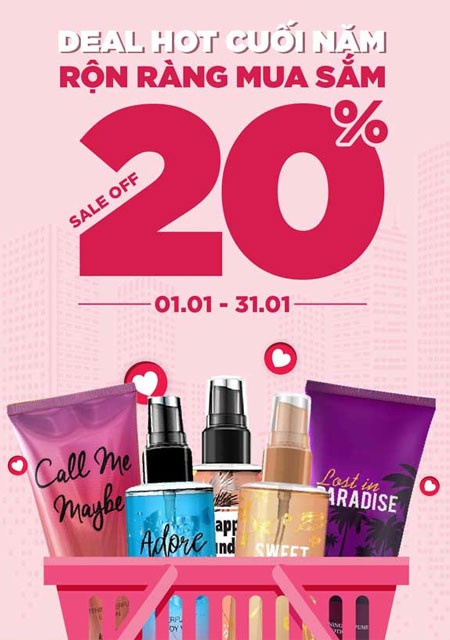 DEAL HOT CUỐI NĂM
RỘN RÀNG MUA SẮM
SALE OFF
20%
01.01 - 31.01
Call Me
Maybe
Adore
SWEET
Lost in
PARADISE